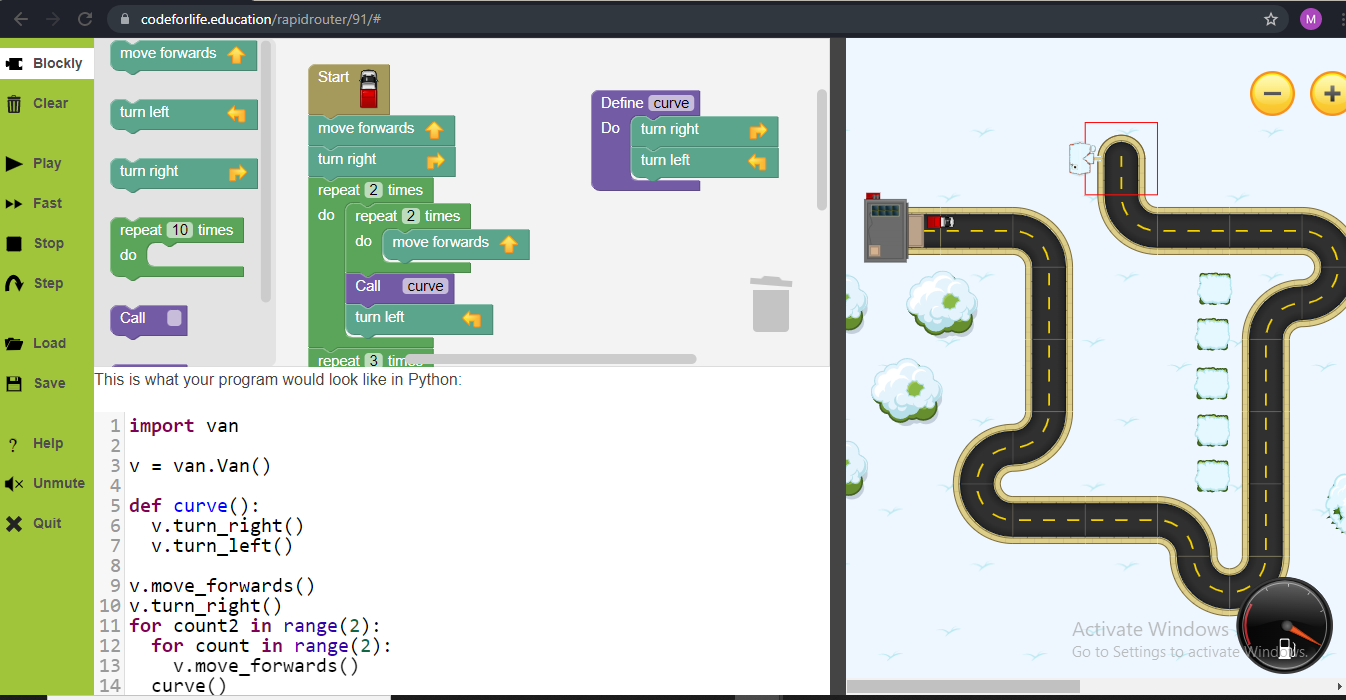 codeforlife.education/rapidrouter/91/#
M
Blockly
Clear
Play
Fast
Stop
Step
Load
Save
Help
Unmute
Quit
move forwards
turn left
turn right
repeat 10 times
do
Call
Start
move forwards
turn right
repeat 2 times
do
repeat 2 times
do
move forwards
Call curve
turn left
repeat 3
Define curve
Do turn right
turn left
This is what your program would look like in Python:
1 import van
2
3 v = van.Van()
4
5 def curve():
6 v.turn_right()
7 v.turn_left()
8
9 v.move_forwards()
10 v.turn_right()
11 for count2 in range(2):
12 for count in range(2):
13 v.move_forwards()
14 curve()
Activate Windows
Go to Settings to activate Windows.